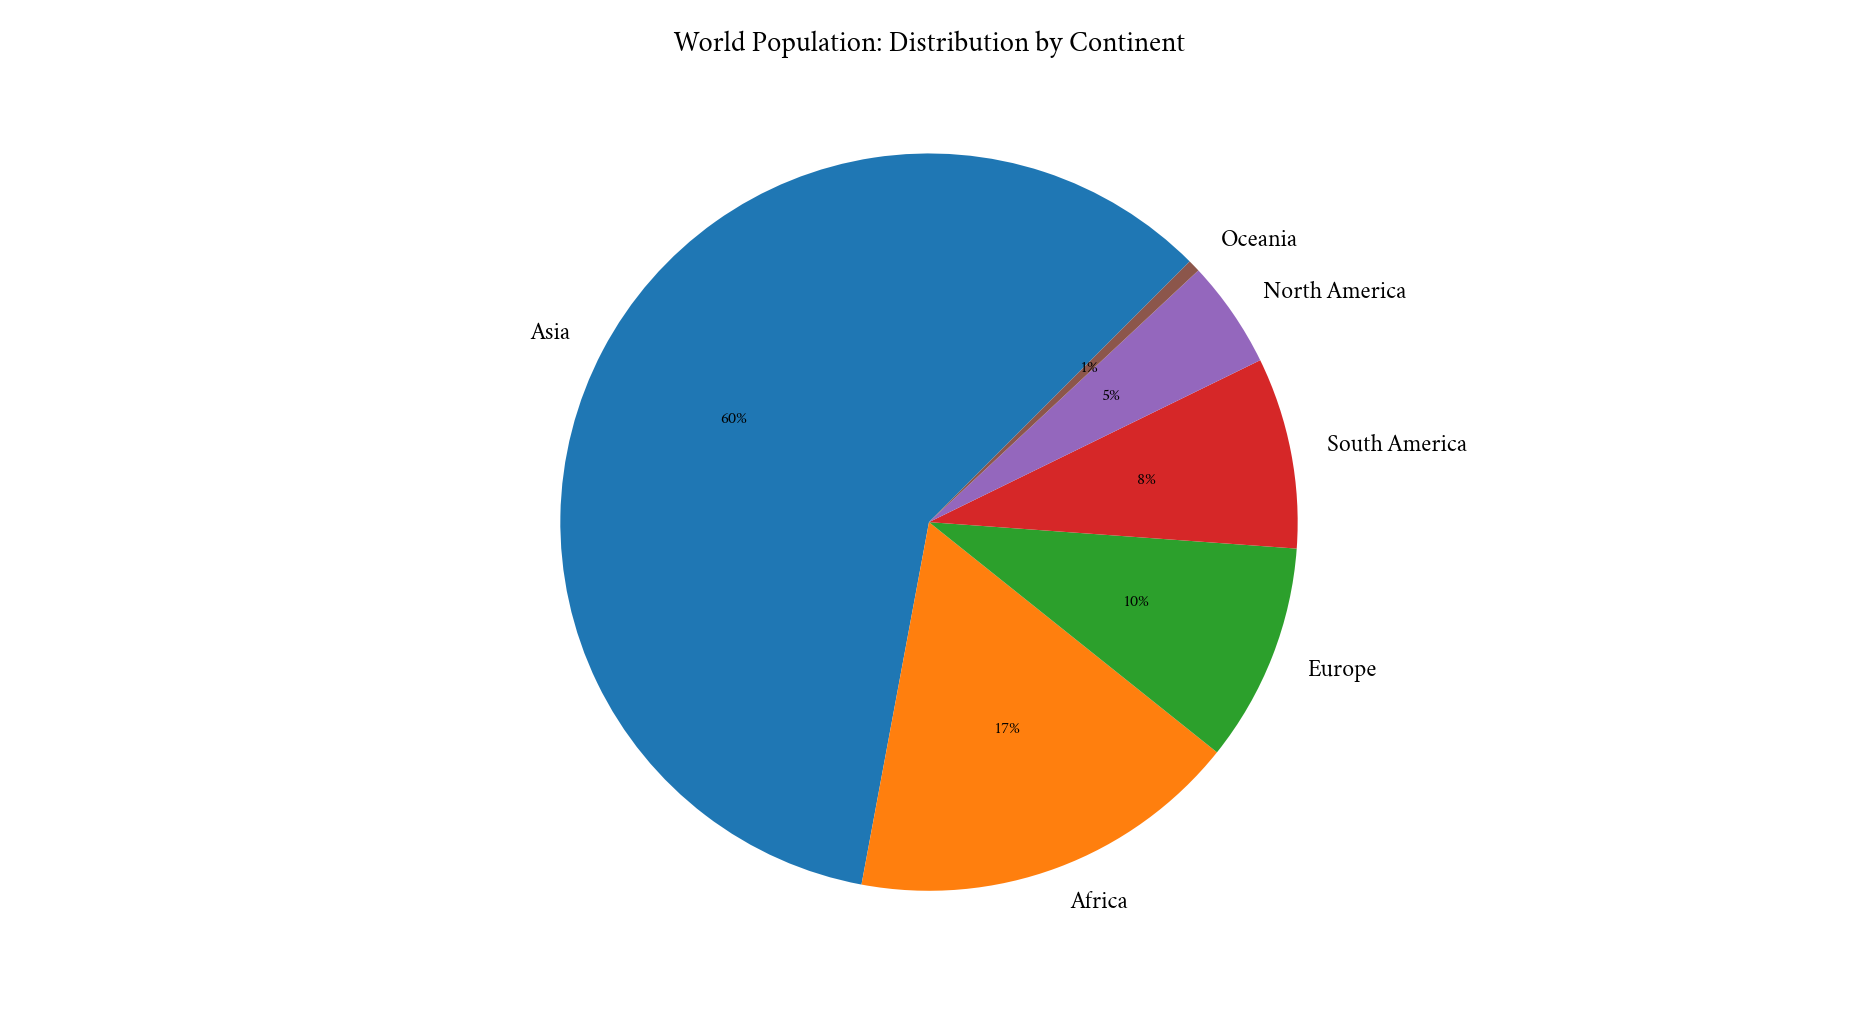 World Population: Distribution by Continent
Oceania
North America
Asia
1%
5%
60%
South America
8%
10%
Europe
17%
Africa